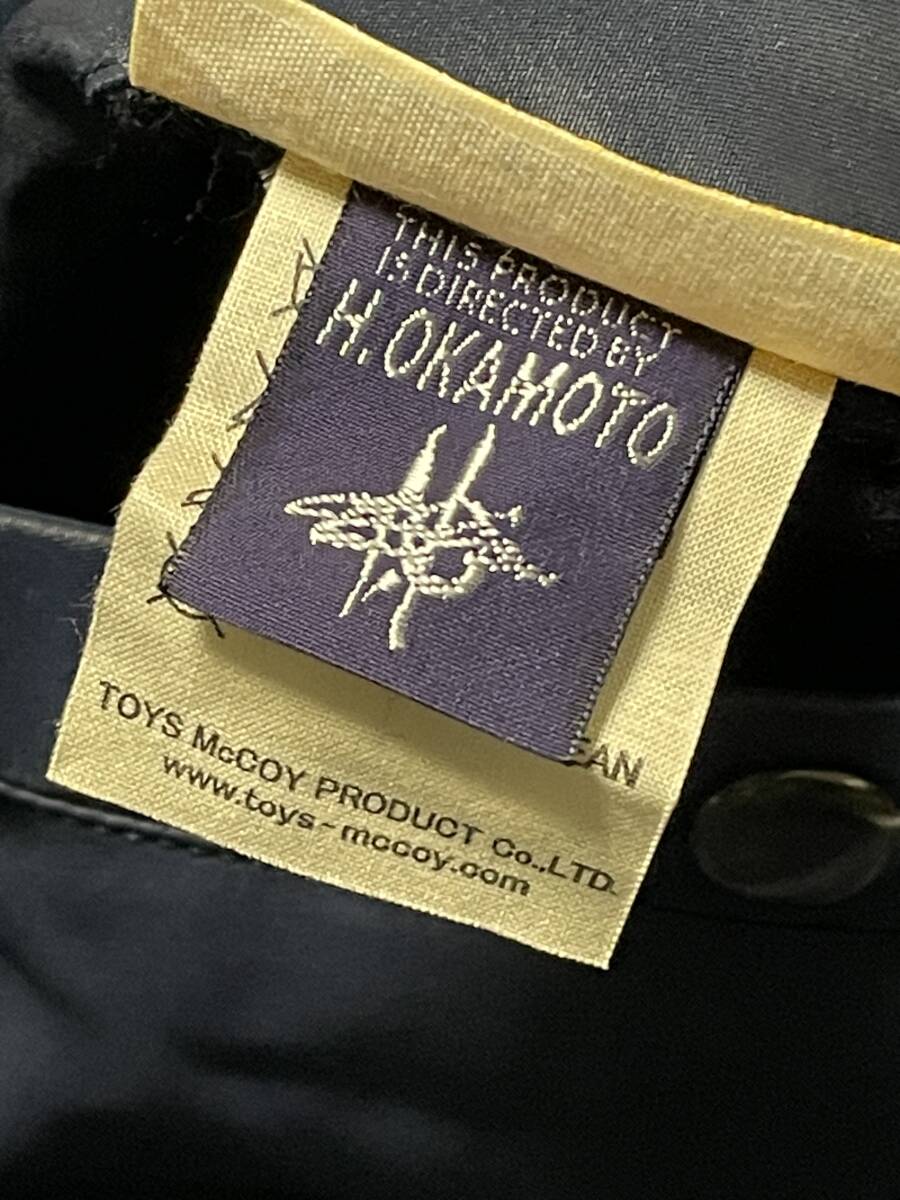 THIS PRODUCT
IS DIRECTED BY
H.OKAMOTO
TOYS McCOY PRODUCT Co.,LTD.
www.toys-mccoy.com